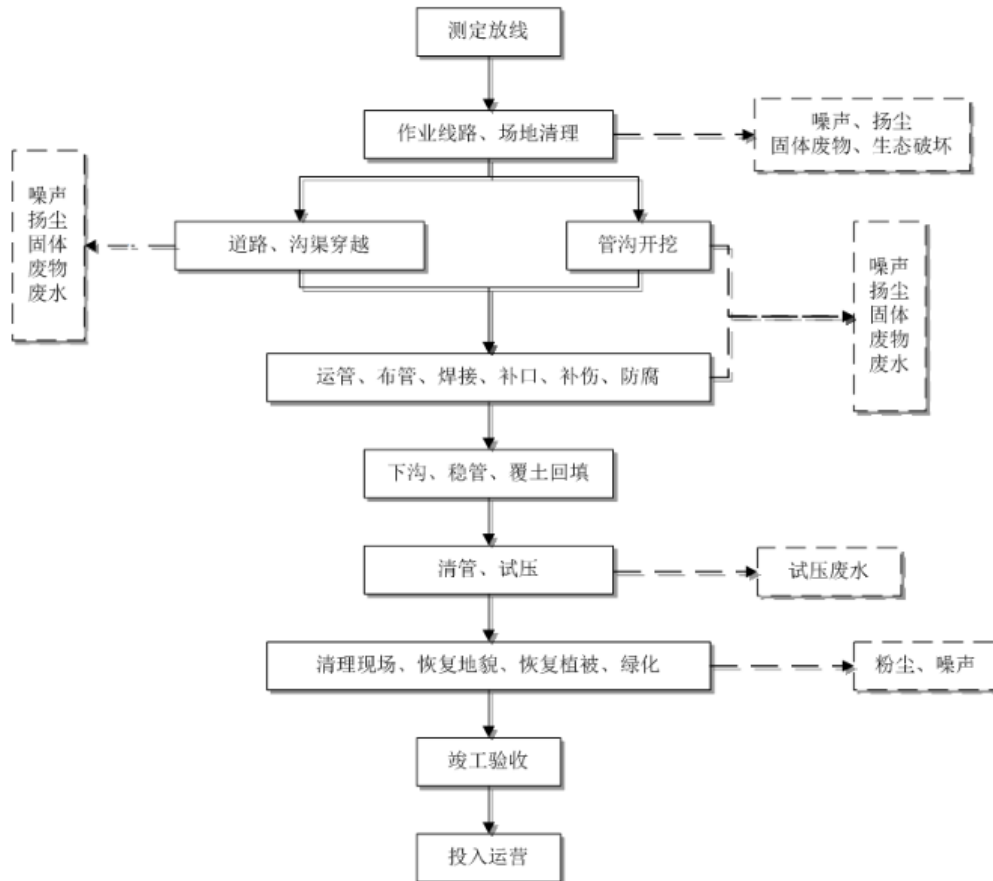 测定放线
作业线路、场地清理
噪声、扬尘
固体废物、生态破坏
噪声
扬尘
固体
废物
废水
道路、沟渠穿越
管沟开挖
噪声
扬尘
固体
废物
废水
运管、布管、焊接、补口、补伤、防腐
下沟、稳管、覆土回填
清管、试压
试压废水
清理现场、恢复地貌、恢复植被、绿化
粉尘、噪声
竣工验收
投入运营